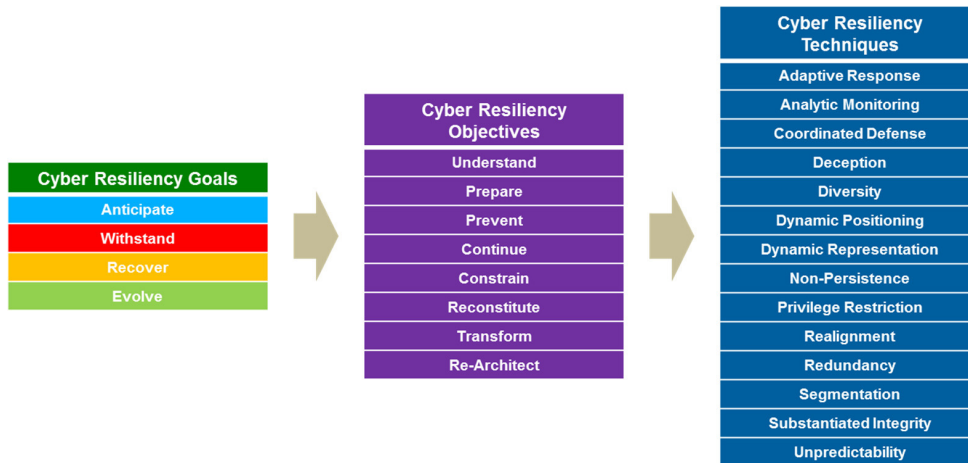 Cyber Resiliency Goals
Anticipate
Withstand
Recover
Evolve
Cyber Resiliency
Objectives
Understand
Prepare
Prevent
Continue
Constrain
Reconstitute
Transform
Re-Architect
Cyber Resiliency
Techniques
Adaptive Response
Analytic Monitoring
Coordinated Defense
Deception
Diversity
Dynamic Positioning
Dynamic Representation
Non-Persistence
Privilege Restriction
Realignment
Redundancy
Segmentation
Substantiated Integrity
Unpredictability